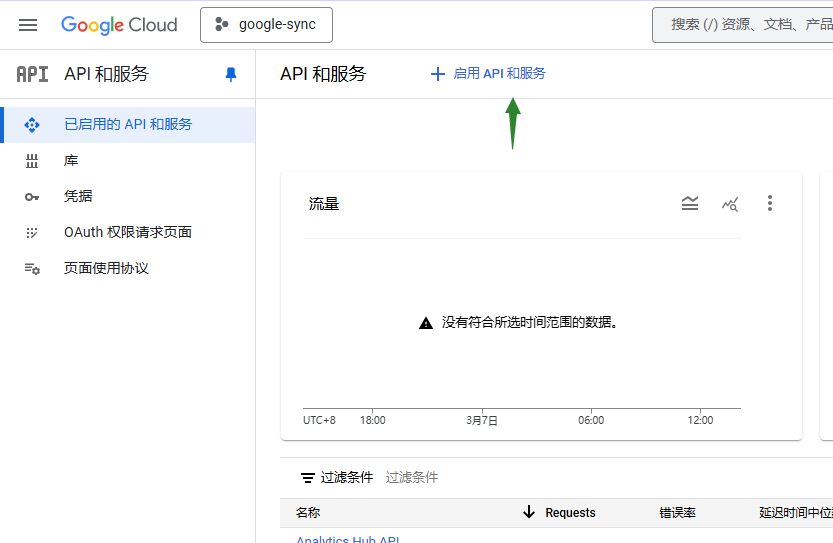 Google Cloud
google-sync
搜索 (/) 资源、文档、产品
API API 和服务
API 和服务
+ 启用 API 和服务
已启用的 API 和服务
库
凭据
OAuth 权限请求页面
页面使用协议
流量
没有符合所选时间范围的数据。
UTC+8 18:00 3月7日 06:00 12:00
过滤条件 过滤条件
名称 Requests 错误率 延迟时间中位
Analytics Hub API